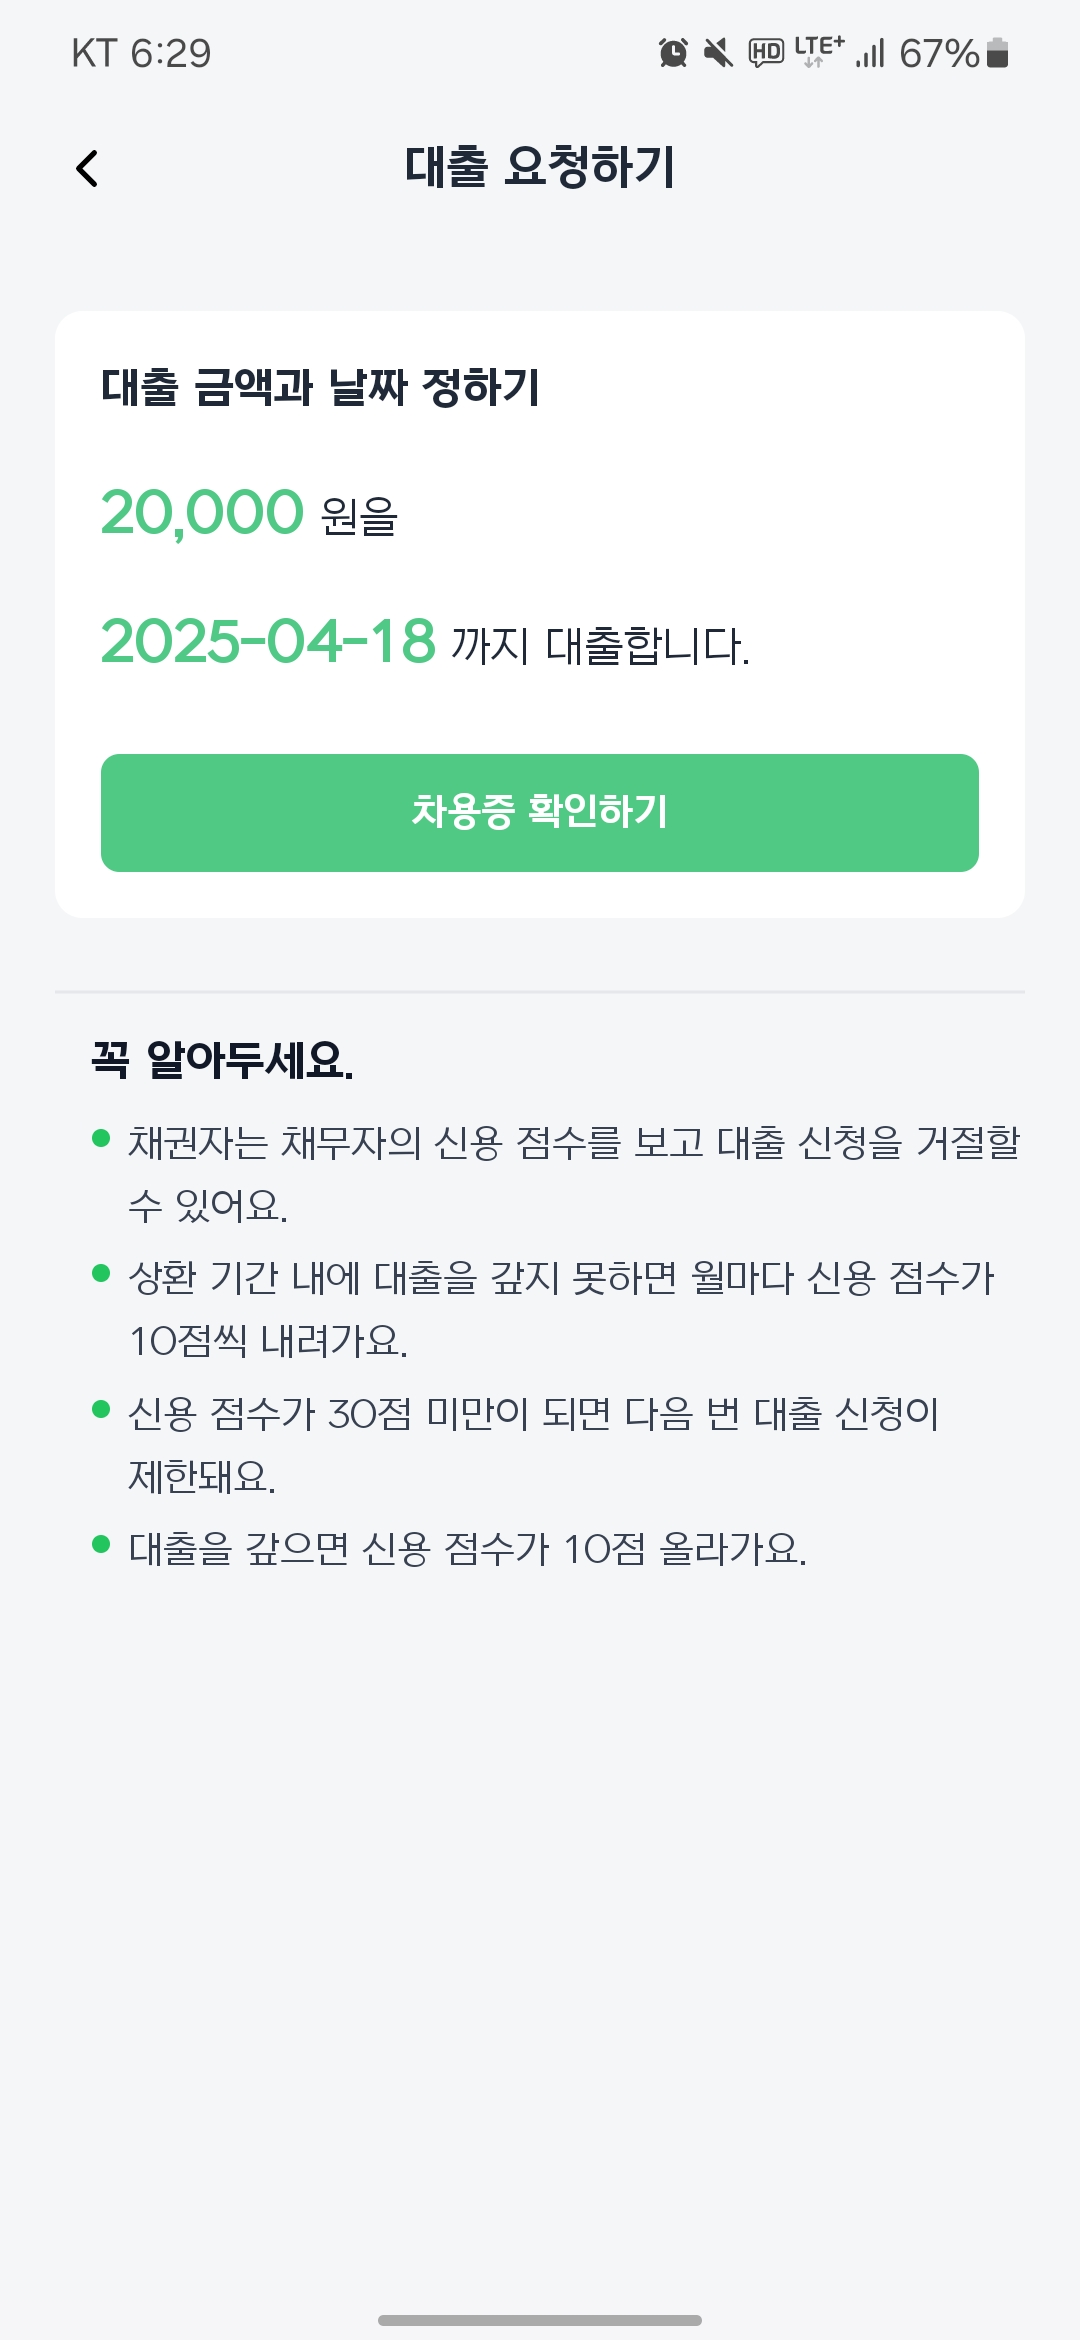 KT 6:29
HD LTE+ 67%
대출 요청하기
대출 금액과 날짜 정하기
20,000 원을
2025-04-18 까지 대출합니다.
차용증 확인하기
꼭 알아두세요.
채권자는 채무자의 신용 점수를 보고 대출 신청을 거절할
수 있어요.
상환 기간 내에 대출을 갚지 못하면 월마다 신용 점수가
10점씩 내려가요.
신용 점수가 30점 미만이 되면 다음 번 대출 신청이
제한돼요.
대출을 갚으면 신용 점수가 10점 올라가요.